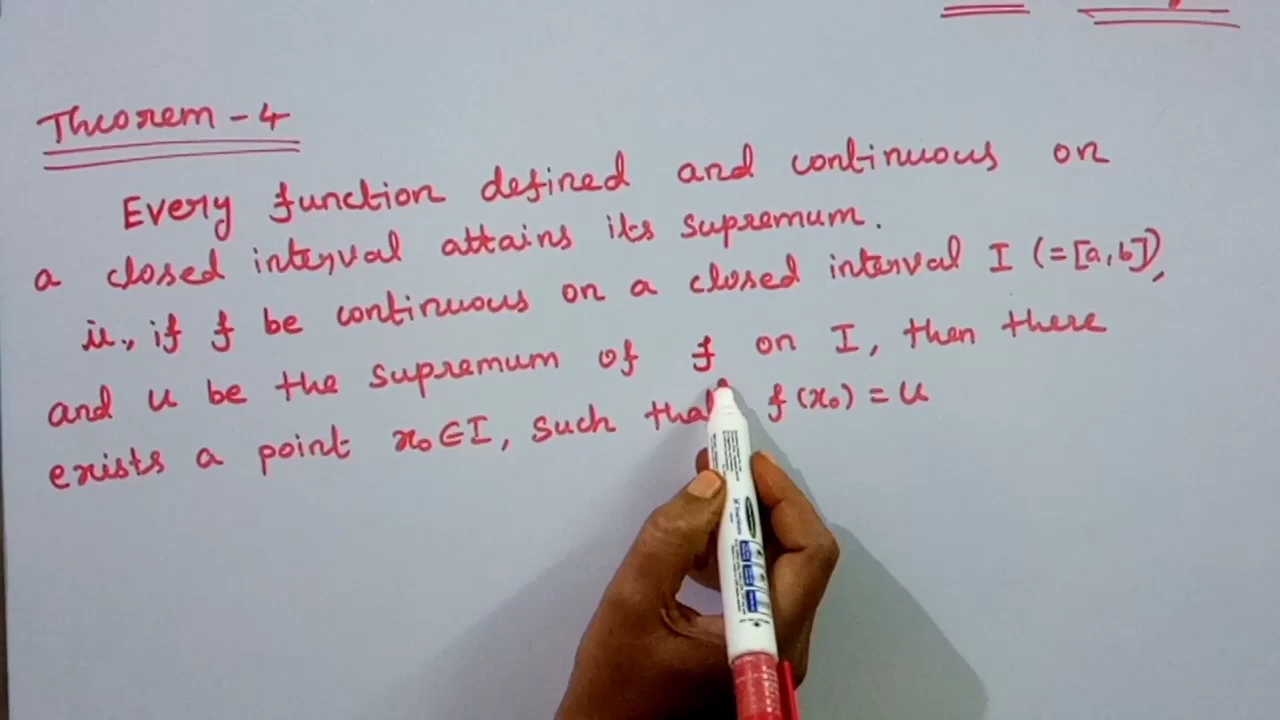 Theorem - 4
Every function defined and continuous on
a closed interval attains its supremum.
ie., if f be continuous on a closed interval I (=[a,b]),
and u be the supremum of f on I, then there
exists a point x₀∈I, such that f(x₀) = u